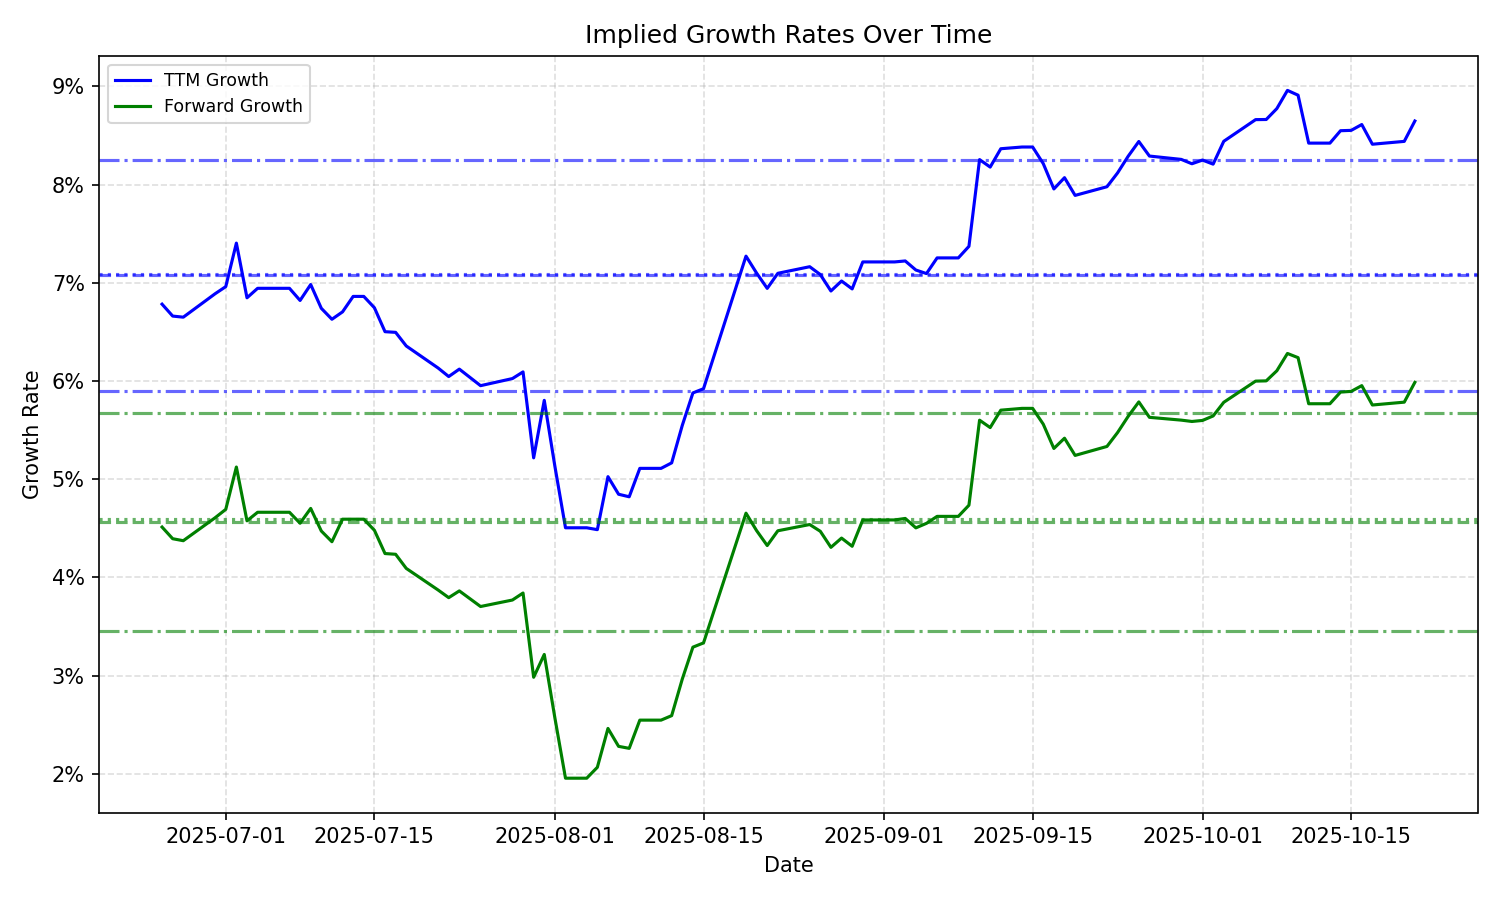 Implied Growth Rates Over Time
TTM Growth
Forward Growth
9%
8%
7%
6%
5%
4%
3%
2%
Growth Rate
2025-07-01 2025-07-15 2025-08-01 2025-08-15 2025-09-01 2025-09-15 2025-10-01 2025-10-15
Date